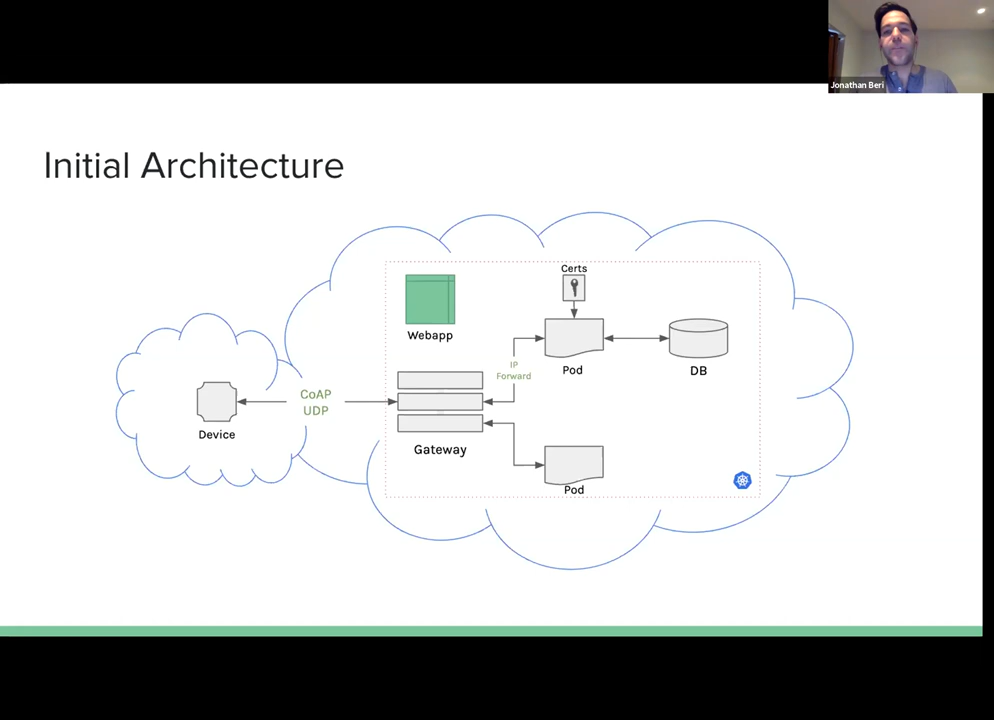 Jonathan Beri
Initial Architecture
Certs
Webapp
Pod
DB
IP
Forward
CoAP
UDP
Device
Gateway
Pod